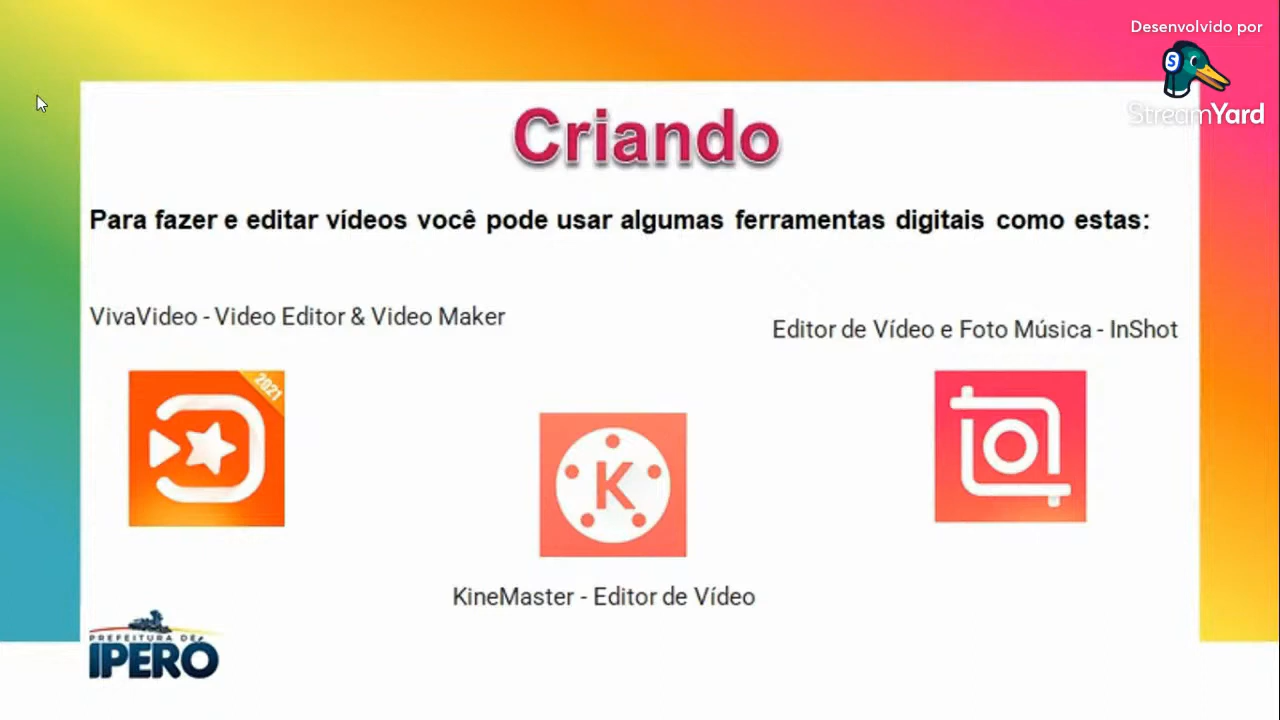 Desenvolvido por
StreamYard
Criando
Para fazer e editar vídeos você pode usar algumas ferramentas digitais como estas:
VivaVideo - Video Editor & Video Maker
Editor de Vídeo e Foto Música - InShot
2021
K
KineMaster - Editor de Vídeo
PREFEITURA DE
IPERÓ